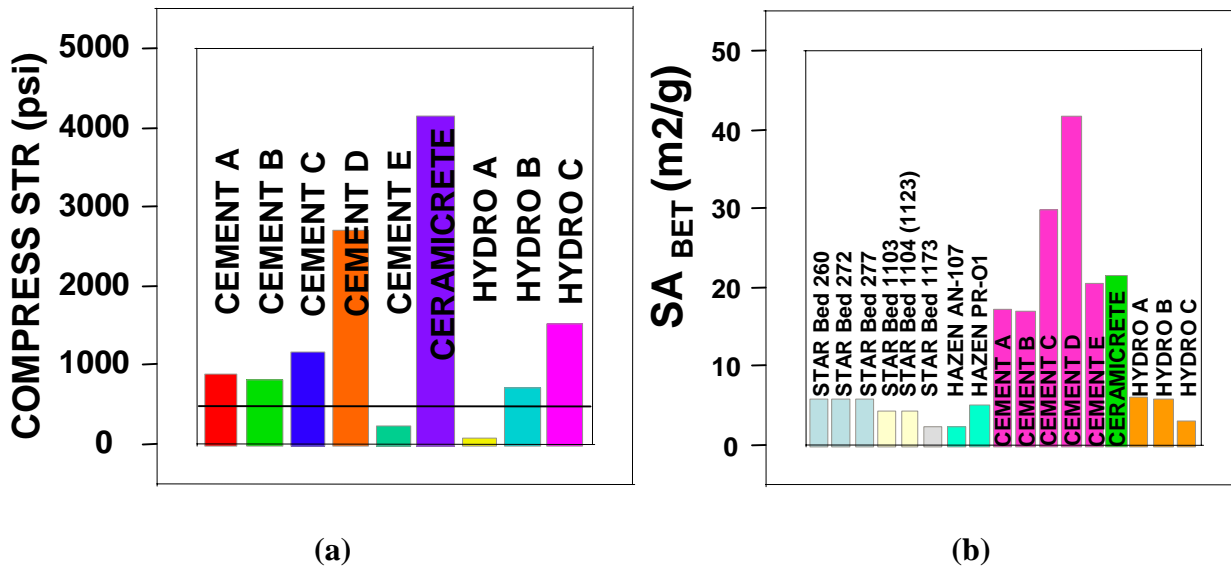 COMPRESS STR (psi)
5000
4000
3000
2000
1000
0
CEMENT A
CEMENT B
CEMENT C
CEMENT D
CEMENT E
CERAMICRETE
HYDRO A
HYDRO B
HYDRO C
(a)
SA BET (m2/g)
50
40
30
20
10
0
STAR Bed 260
STAR Bed 272
STAR Bed 277
STAR Bed 1103
STAR Bed 1104 (1123)
STAR Bed 1173
HAZEN AN-107
HAZEN PR-O1
CEMENT A
CEMENT B
CEMENT C
CEMENT D
CEMENT E
CERAMICRETE
HYDRO A
HYDRO B
HYDRO C
(b)